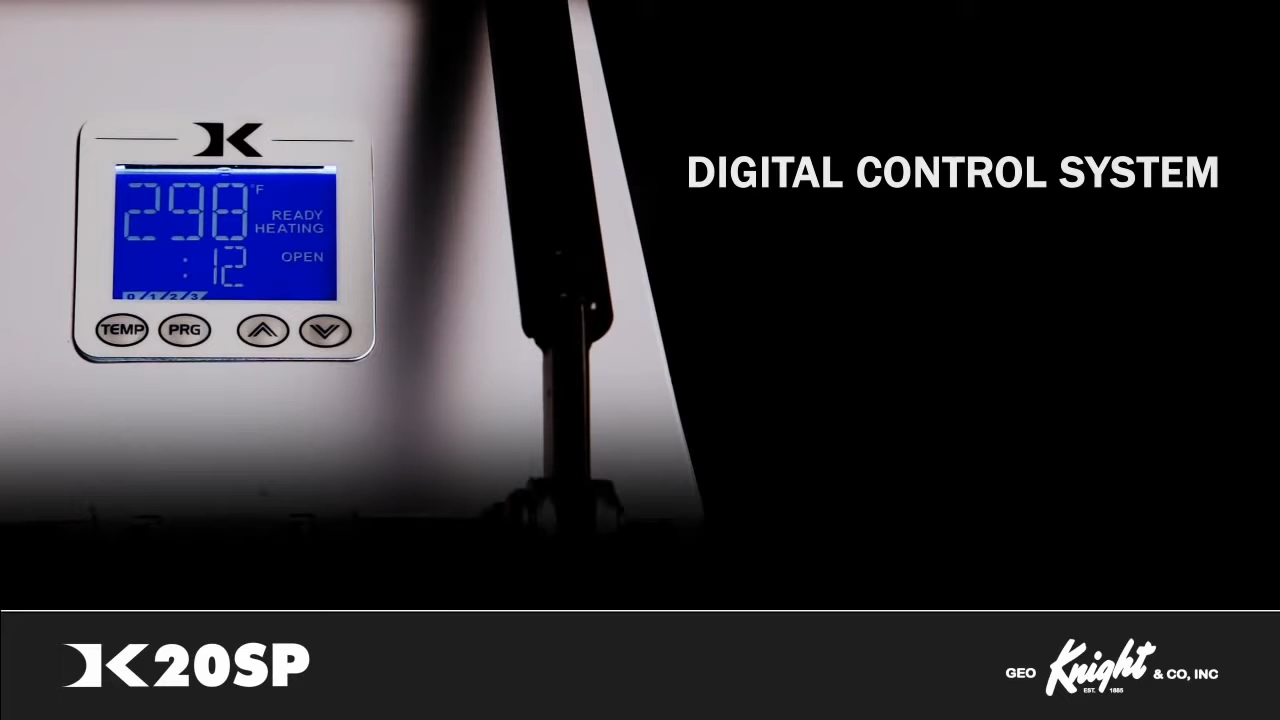 K
298 °F
READY
HEATING
:12 OPEN
0/1/2/3/
TEMP PRG
DIGITAL CONTROL SYSTEM
K20SP
GEO Knight & CO, INC
EST. 1885